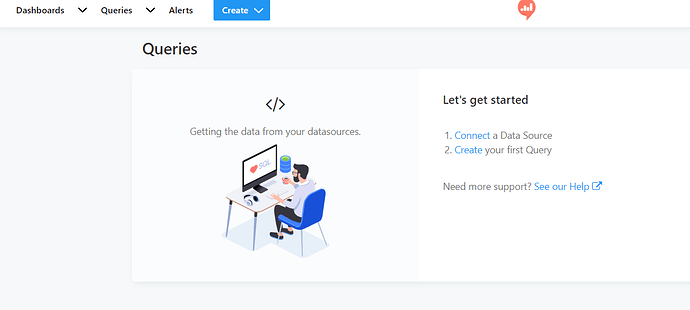 Dashboards Queries Alerts Create
Queries
</>
Getting the data from your datasources.
SQL
Let's get started
1. Connect a Data Source
2. Create your first Query
Need more support? See our Help